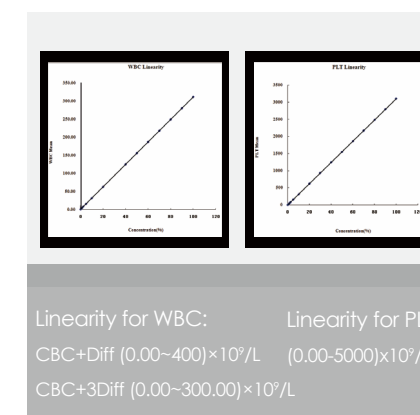 WBC Linearity
350.00
300.00
250.00
200.00
150.00
100.00
50.00
0.00
WBC Mean
0 20 40 60 80 100 120
Concentration(%)
PLT Linearity
3500
3000
2500
2000
1500
1000
500
0
PLT Mean
0 20 40 60 80 100
Concentration(%)
Linearity for WBC:
CBC+Diff (0.00~400)×10⁹/L
CBC+3Diff (0.00~300.00)×10⁹/L
Linearity for
(0.00-5000)x10⁹/